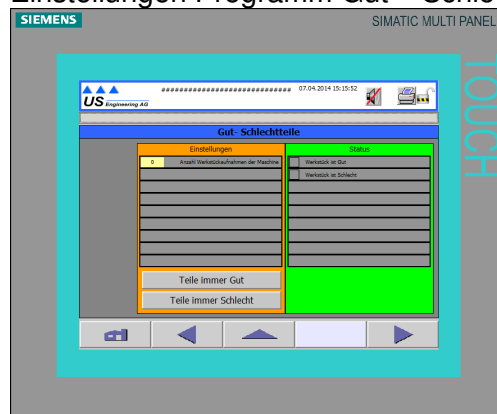 Einstellungen Programm Gut – Schle
SIEMENS
SIMATIC MULTI PANEL
TOUCH
US Engineering AG
############################## 07.04.2014 15:15:52
Gut- Schlechtteile
Einstellungen
Status
0 Anzahl Werkstückaufnahmen der Maschine
Werkstück ist Gut
Werkstück ist Schlecht
Teile immer Gut
Teile immer Schlecht